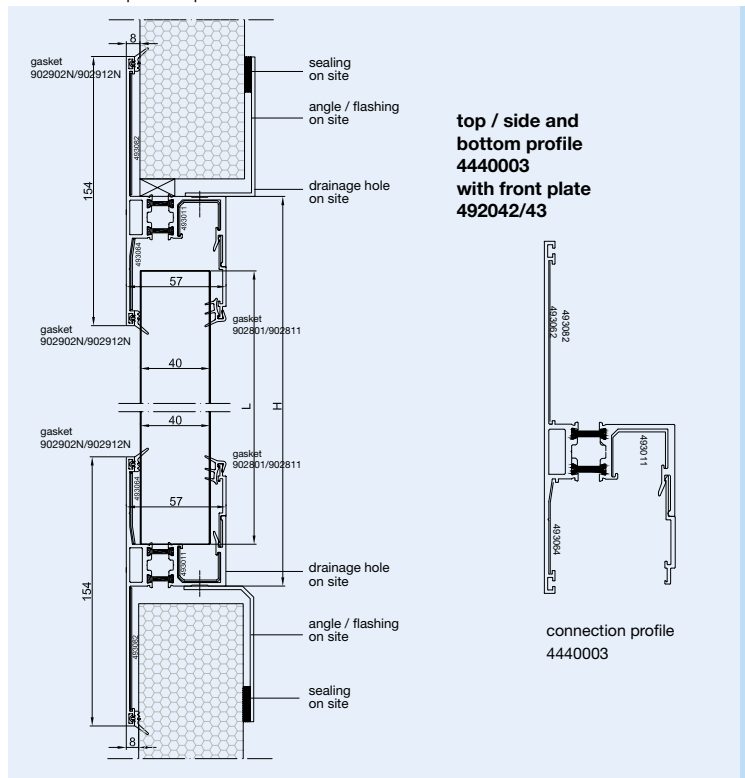 8
gasket
902902N/902912N
493082
154
sealing
on site
angle / flashing
on site
drainage hole
on site
top / side and
bottom profile
4440003
with front plate
492042/43
493011
493064
57
gasket
902902N/902912N
gasket
902801/902811
40
L
H
40
gasket
902902N/902912N
gasket
902801/902811
493064
57
493011
154
drainage hole
on site
angle / flashing
on site
493082
sealing
on site
8
493082
493062
493011
493064
connection profile
4440003